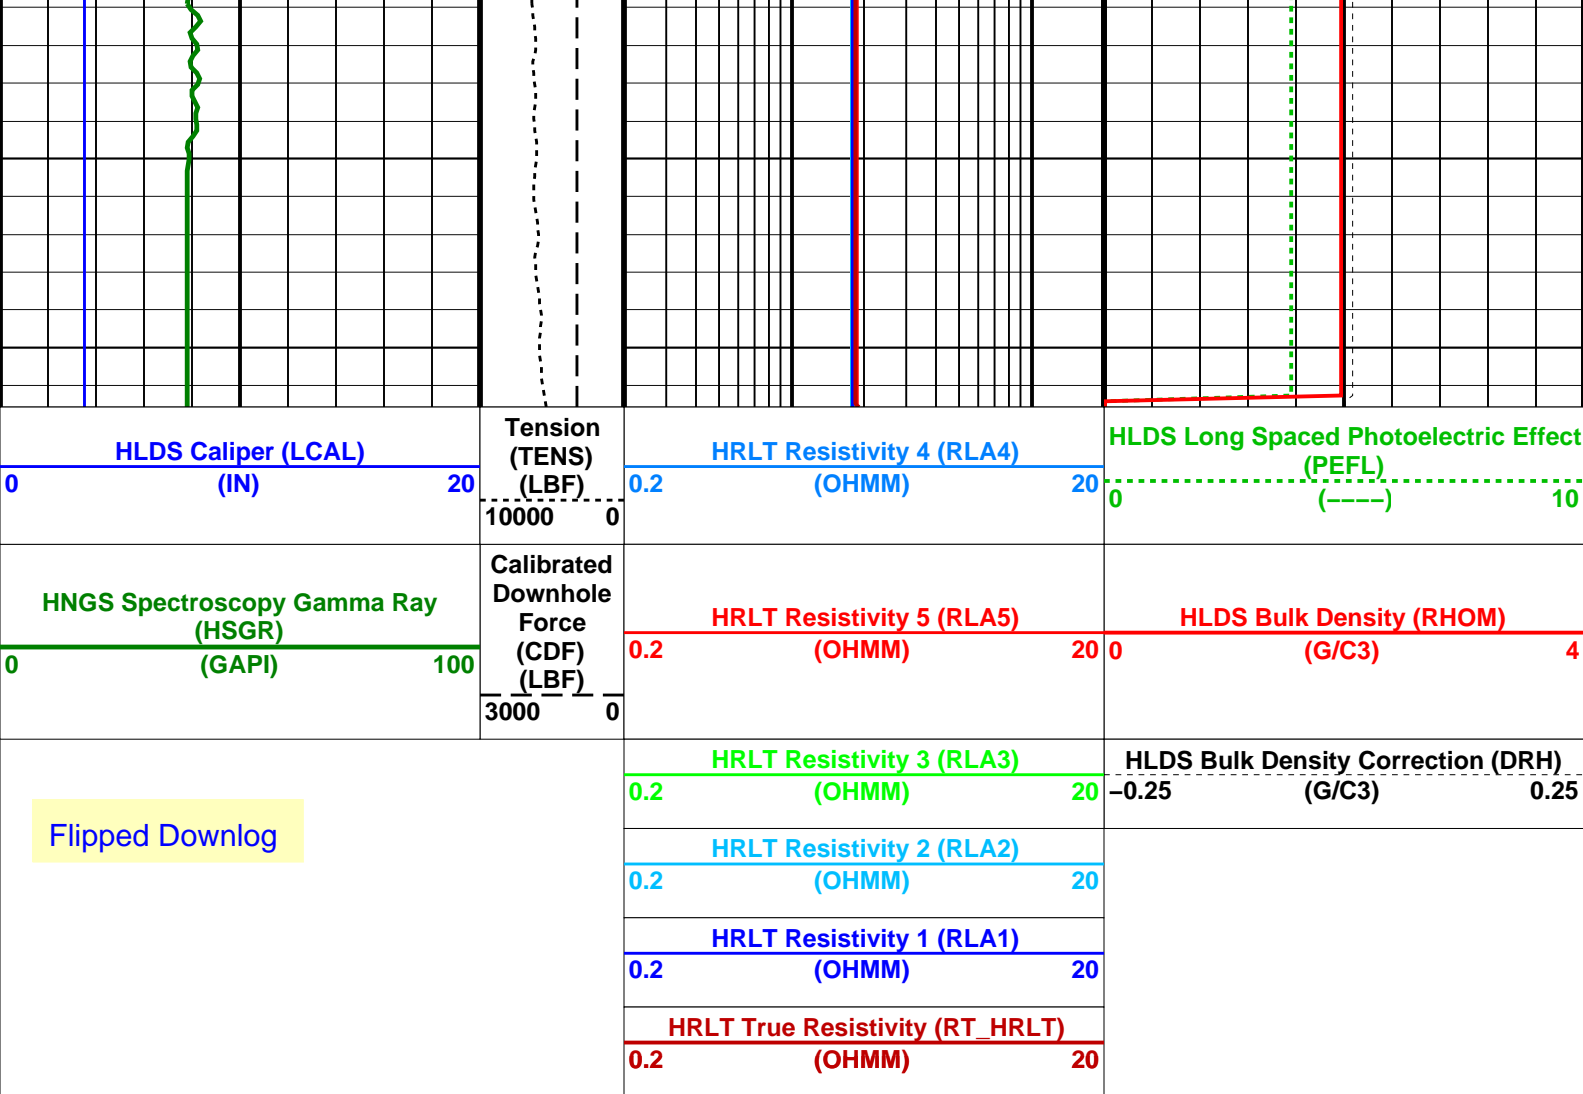 HLDS Caliper (LCAL)
0 (IN) 20
HNGS Spectroscopy Gamma Ray
(HSGR)
0 (GAPI) 100
Flipped Downlog
Tension
(TENS)
(LBF)
10000 0
Calibrated
Downhole
Force
(CDF)
(LBF)
3000 0
HRLT Resistivity 4 (RLA4)
0.2 (OHMM) 20
HRLT Resistivity 5 (RLA5)
0.2 (OHMM) 20
HRLT Resistivity 3 (RLA3)
0.2 (OHMM) 20
HRLT Resistivity 2 (RLA2)
0.2 (OHMM) 20
HRLT Resistivity 1 (RLA1)
0.2 (OHMM) 20
HRLT True Resistivity (RT_HRLT)
0.2 (OHMM) 20
HLDS Long Spaced Photoelectric Effect
(PEFL)
0 (−−−−) 10
HLDS Bulk Density (RHOM)
0 (G/C3) 4
HLDS Bulk Density Correction (DRH)
−0.25 (G/C3) 0.25